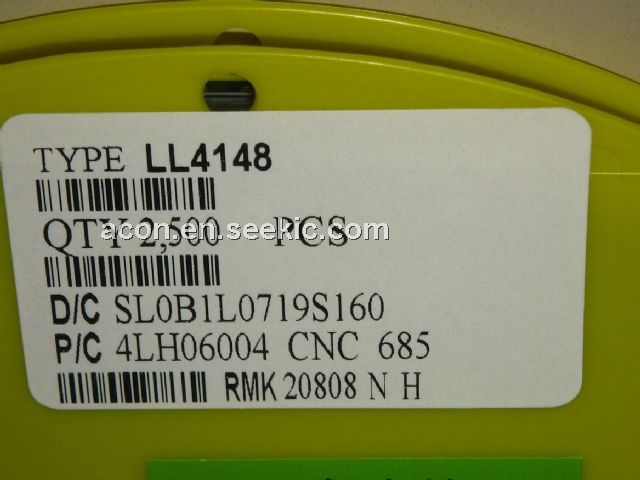 TYPE LL4148
QTY 2,500 PCS
acon.en.seekic.com
D/C SL0B1L0719S160
P/C 4LH06004 CNC 685
RMK 20808 N H